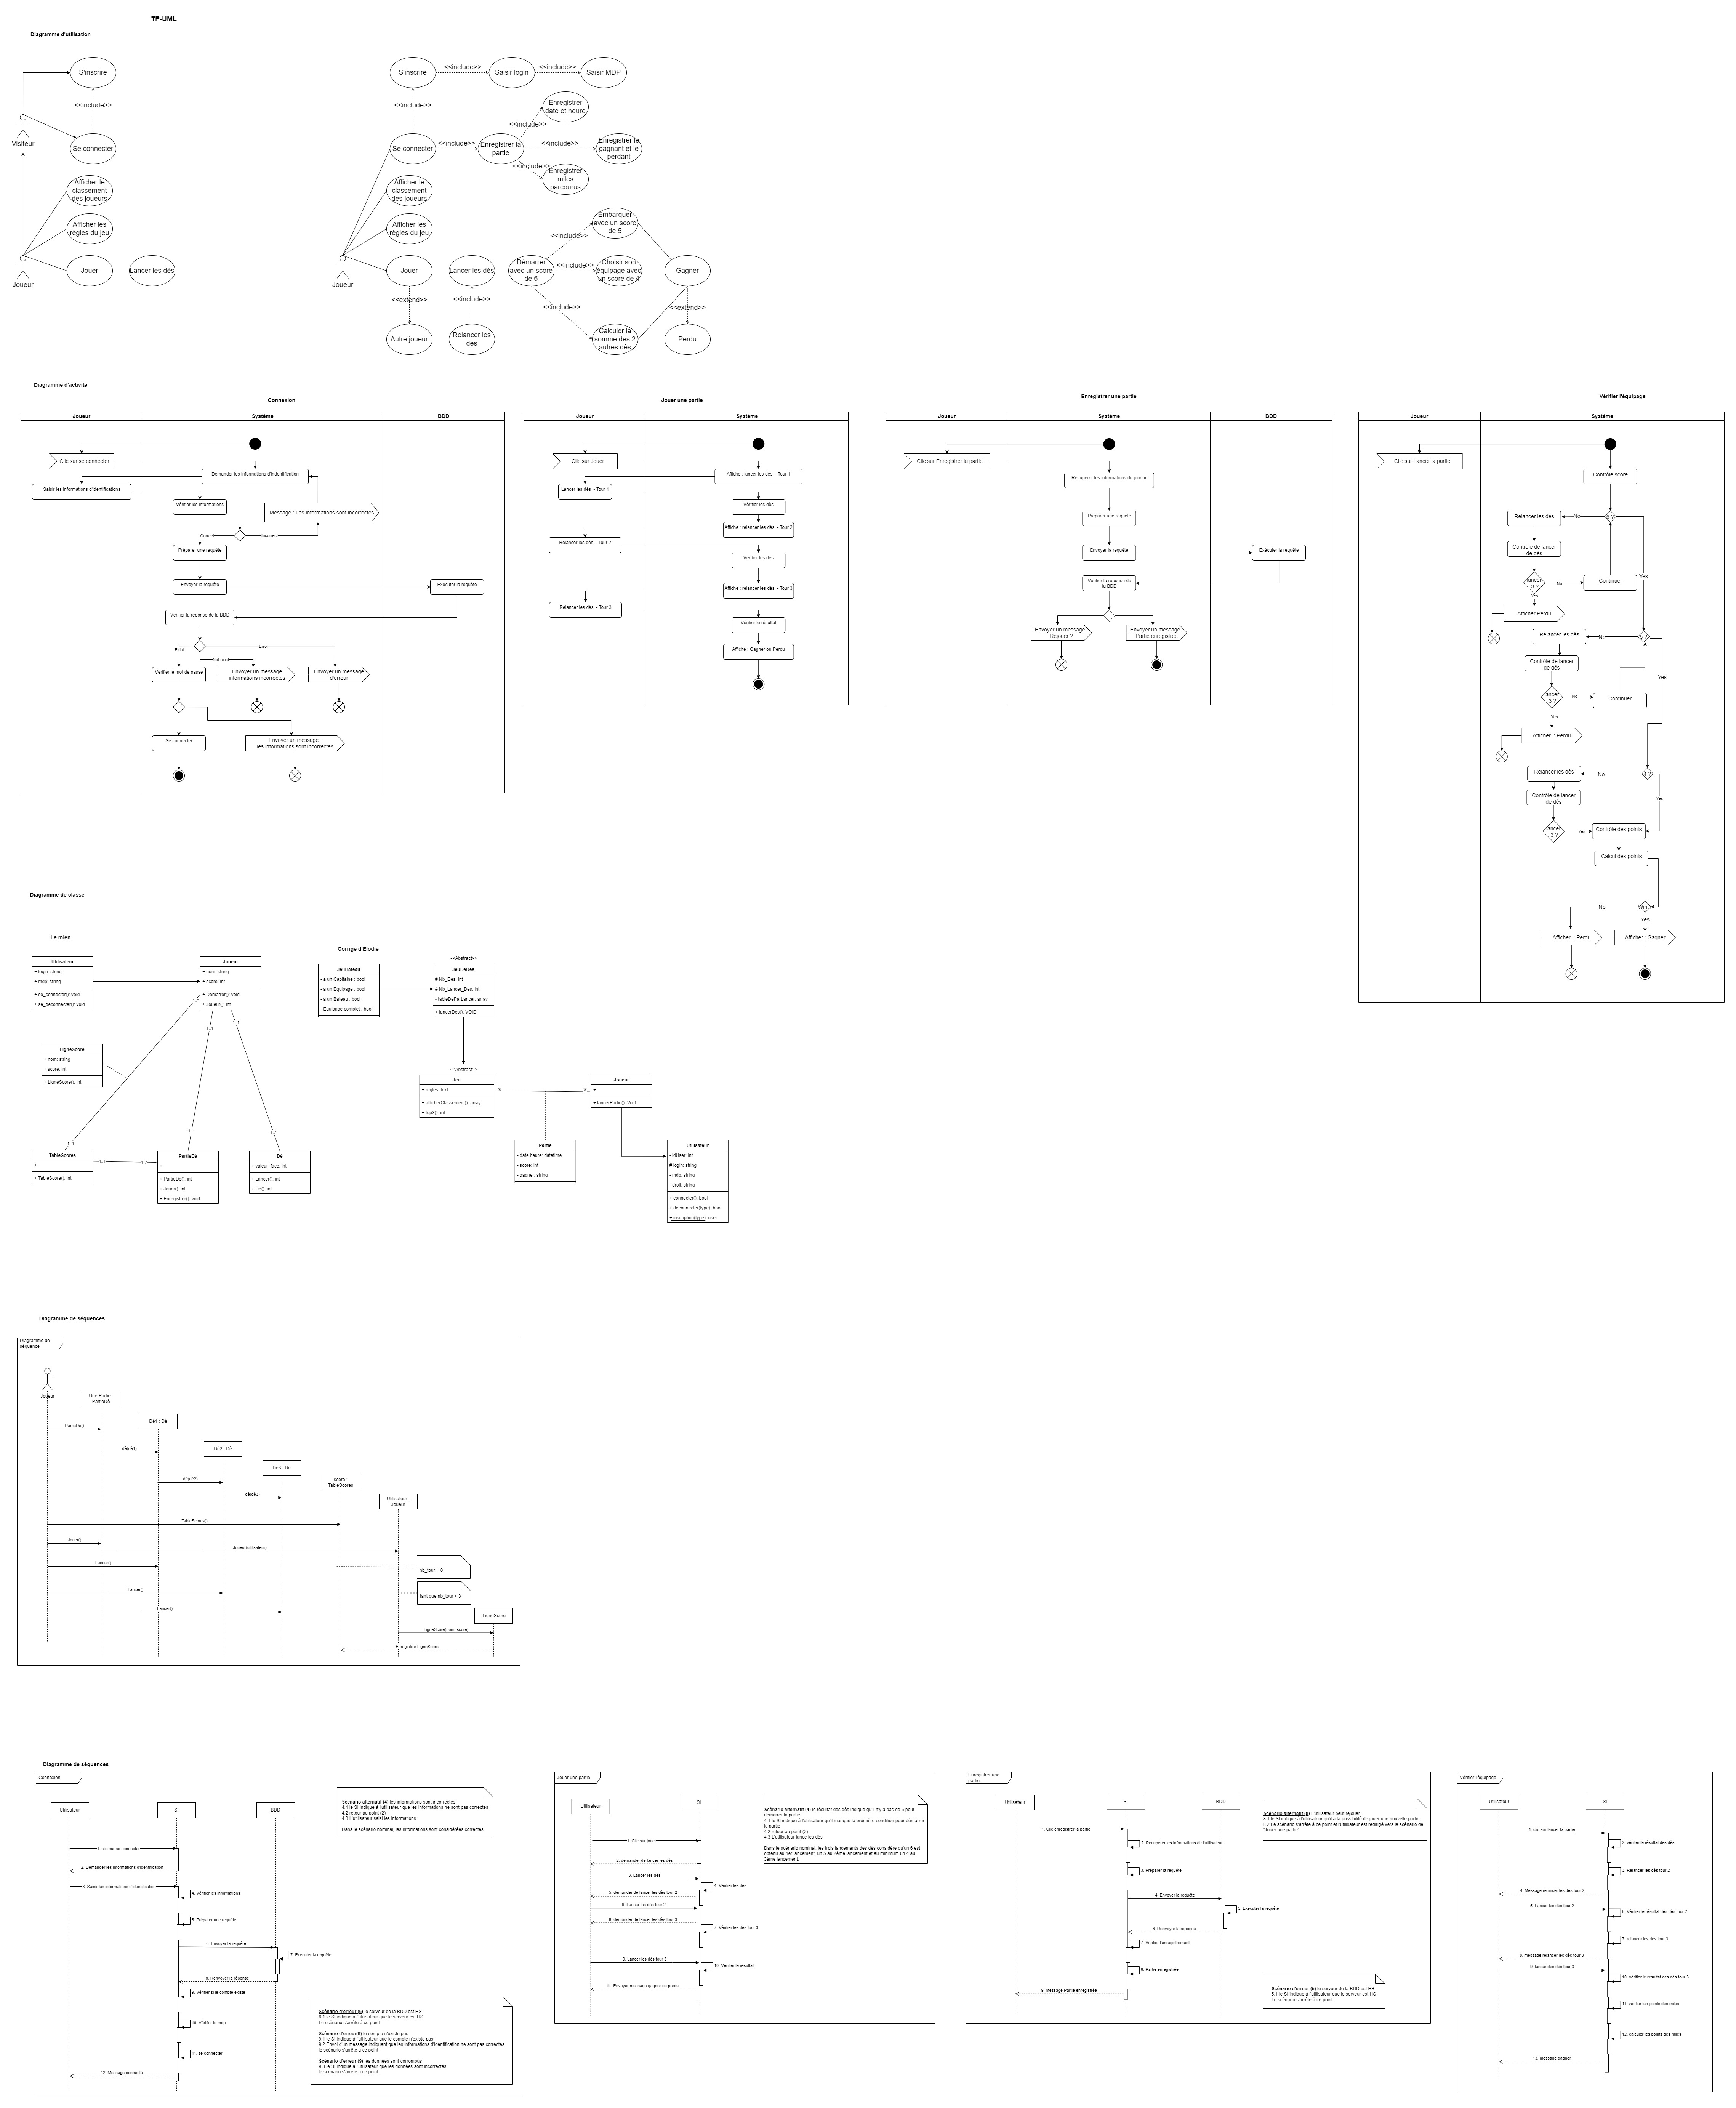 TP-UML
Diagramme d'utilisation
S'inscrire
<<include>>
Visiteur
Se connecter
Afficher le
classement
des joueurs
Afficher les
règles du jeu
Joueur
Jouer
Lancer les dés
S'inscrire
<<include>>
Saisir login
<<include>>
Saisir MDP
<<include>>
Enregistrer
date et heure
<<include>>
Se connecter
<<include>>
Enregistrer la
partie
<<include>>
Enregistrer le
gagnant et le
perdant
<<include>>
Enregistrer
miles
parcourus
Afficher le
classement
des joueurs
Afficher les
règles du jeu
Embarquer
avec un score
de 5
<<include>>
Joueur
Jouer
Lancer les dés
Démarrer
avec un score
de 6
<<include>>
Choisir son
équipage avec
un score de 4
Gagner
<<extend>>
<<include>>
<<include>>
<<extend>>
Autre joueur
Relancer les
dés
Calculer la
somme des 2
autres dés
Perdu
Diagramme d'activité
Connexion
Joueur
Système
BDD
Clic sur se connecter
Demander les informations d'indentification
Saisir les informations d'identifications
Vérifier les informations
Message : Les informations sont incorrectes
Correct
Incorrect
Préparer une requête
Envoyer la requête
Exécuter la requête
Vérifier la réponse de la BDD
Exist
Not exist
Error
Vérifier le mot de passe
Envoyer un message
informations incorrectes
Envoyer un message
d'erreur
Se connecter
Envoyer un message :
les informations sont incorrectes
Jouer une partie
Joueur
Système
Clic sur Jouer
Affiche : lancer les dés - Tour 1
Lancer les dés - Tour 1
Vérifier les dés
Affiche : relancer les dés - Tour 2
Relancer les dés - Tour 2
Vérifier les dés
Affiche : relancer les dés - Tour 3
Relancer les dés - Tour 3
Vérifier le résultat
Affiche : Gagner ou Perdu
Enregistrer une partie
Joueur
Système
BDD
Clic sur Enregistrer la partie
Récupérer les informations du joueur
Préparer une requête
Envoyer la requête
Exécuter la requête
Vérifier la réponse de
la BDD
Envoyer un message
Rejouer ?
Envoyer un message
Partie enregistrée
Vérifier l'équipage
Joueur
Système
Clic sur Lancer la partie
Contrôle score
Relancer les dés
No
6 ?
Contrôle de lancer
de dés
lancer
3 ?
No
Continuer
Yes
Yes
Afficher Perdu
Relancer les dés
No
5 ?
Contrôle de lancer
de dés
Yes
lancer
3 ?
No
Continuer
Yes
Afficher : Perdu
Relancer les dés
No
4 ?
Contrôle de lancer
de dés
Yes
lancer
3 ?
Yes
Contrôle des points
Calcul des points
No
win ?
Yes
Afficher : Perdu
Afficher : Gagner
Diagramme de classe
Le mien
Utilisateur
+ login: string
+ mdp: string
+ se_connecter(): void
+ se_deconnecter(): void
Joueur
+ nom: string
+ score: int
+ Demarrer(): void
+ Joueur(): int
1..1
1..1
1..1
LigneScore
+ nom: string
+ score: int
+ LigneScore(): int
1..1
1..*
1..*
TableScores
+
+ TableScore(): int
1..1
1..*
PartieDé
+
+ PartieDé(): int
+ Jouer(): int
+ Enregistrer(): void
Dé
+ valeur_face: int
+ Lancer(): int
+ Dé(): int
Corrigé d'Elodie
JeuBateau
- a un Capitaine : bool
- a un Equipage : bool
- a un Bateau : bool
- Equipage complet : bool
<<Abstract>>
JeuDeDes
# Nb_Des: int
# Nb_Lancer_Des: int
- tableDeParLancer: array
+ lancerDes(): VOID
<<Abstract>>
Jeu
+ regles: text
+ afficherClassement(): array
+ top3(): int
*
*
Joueur
+
+ lancerPartie(): Void
Partie
- date heure: datetime
- score: int
- gagner: string
Utilisateur
- idUser: int
# login: string
- mdp: string
- droit: string
+ connecter(): bool
+ deconnecter(type): bool
+ inscription(type): user
Diagramme de séquences
Diagramme de
séquence
Joueur
Une Partie :
PartieDé
Dé1 : Dé
Dé2 : Dé
Dé3 : Dé
score :
TableScores
Utilisateur :
Joueur
PartieDé()
dé(dé1)
dé(dé2)
dé(dé3)
TableScores()
Jouer()
Joueur(utilisateur)
Lancer()
nb_tour = 0
Lancer()
tant que nb_tour < 3
Lancer()
LigneScore
LigneScore(nom, score)
Enregistrer LigneScore
Diagramme de séquences
Connexion
Utilisateur
SI
BDD
Scénario alternatif (4) les informations sont incorrectes
4.1 le SI indique à l'utilisateur que les informations ne sont pas correctes
4.2 retour au point (2)
4.3 L'utilisateur saisi les informations
Dans le scénario nominal, les informations sont considérées correctes
1. clic sur se connecter
2. Demander les informations d'identification
3. Saisir les informations d'identification
4. Vérifier les informations
5. Préparer une requête
6. Envoyer la requête
7. Executer la requête
8. Renvoyer la réponse
9. Vérifier si le compte existe
10. Vérifier le mdp
11. se connecter
12. Message connecté
Scénario d'erreur (6) le serveur de la BDD est HS
6.1 le SI indique à l'utilisateur que le serveur est HS
Le scénario s'arrête à ce point
Scénario d'erreur(9) le compte n'existe pas
9.1 le SI indique à l'utilisateur que le compte n'existe pas
9.2 Envoi d'un message indiquant que les informations d'identification ne sont pas correctes
le scénario s'arrête à ce point
Scénario d'erreur (9) les données sont corrompus
9.3 le SI indique à l'utilisateur que les données sont incorrectes
le scénario s'arrête à ce point
Jouer une partie
Utilisateur
SI
Scénario alternatif (4) le résultat des dés indique qu'il n'y a pas de 6 pour
démarrer la partie
4.1 le SI indique à l'utilisateur qu'il manque la première condition pour démarrer
la partie
4.2 retour au point (2)
4.3 L'utilisateur lance les dés
Dans le scénario nominal, les trois lancements des dés considère qu'un 6 est
obtenu au 1er lancement, un 5 au 2ème lancement et au minimum un 4 au
3ème lancement.
1. Clic sur jouer
2. demander de lancer les dés
3. Lancer les dés
4. Vérifier les dés
5. demander de lancer les dés tour 2
6. Lancer les dés tour 2
8. demander de lancer les dés tour 3
7. Vérifier les dés tour 3
9. Lancer les dés tour 3
10. Vérifier le résultat
11. Envoyer message gagner ou perdu
Enregistrer une
partie
Utilisateur
SI
BDD
Scénario alternatif (8) L'utilisateur peut rejouer
8.1 le SI indique à l'utilisateur qu'il a la possibilité de jouer une nouvelle partie
8.2 Le scénario s'arrête à ce point et l'utilisateur est redirigé vers le scénario de
"Jouer une partie"
1. Clic enregistrer la partie
2. Récupérer les informations de l'utilisateur
3. Préparer la requête
4. Envoyer la requête
5. Executer la requête
6. Renvoyer la réponse
7. Vérifier l'enregistrement
8. Partie enregistrée
9. message Partie enregistrée
Scénario d'erreur (5) le serveur de la BDD est HS
5.1 le SI indique à l'utilisateur que le serveur est HS
Le scénario s'arrête à ce point
Vérifier l'équipage
Utilisateur
SI
1. clic sur lancer la partie
2. vérifier le résultat des dés
3. Relancer les dés tour 2
4. Message relancer les dés tour 2
5. Lancer les dés tour 2
6. Vérifier le résultat des dés tour 2
7. relancer les dés tour 3
8. message relancer les dés tour 3
9. lancer des dés tour 3
10. vérifier le résultat des dés tour 3
11. vérifier les points des miles
12. calculer les points des miles
13. message gagner